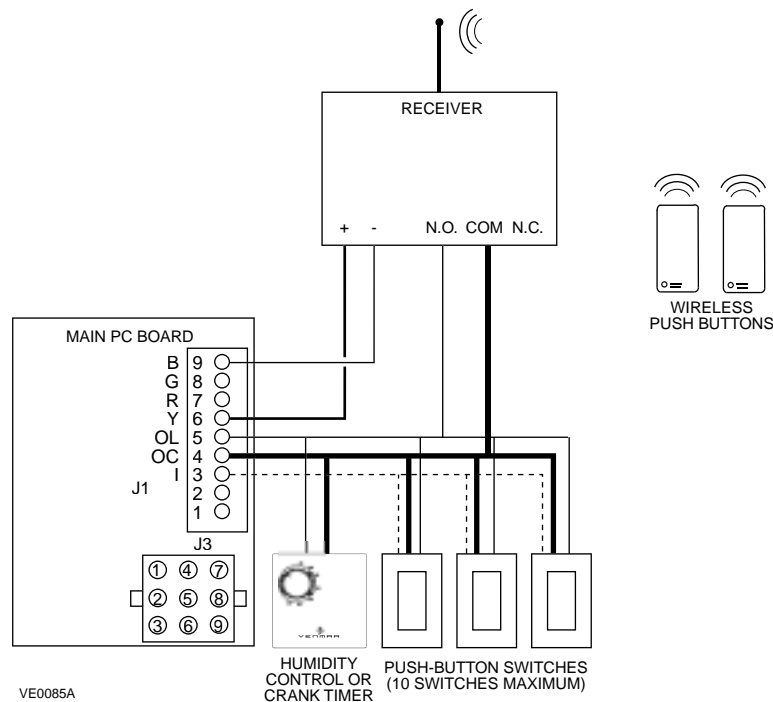 RECEIVER
+ - N.O. COM N.C.
WIRELESS
PUSH BUTTONS
MAIN PC BOARD
B 9
G 8
R 7
Y 6
OL 5
OC 4
I 3
J1 2
1
J3
1 4 7
2 5 8
3 6 9
VENMAR
HUMIDITY
CONTROL OR
CRANK TIMER
PUSH-BUTTON SWITCHES
(10 SWITCHES MAXIMUM)
VE0085A